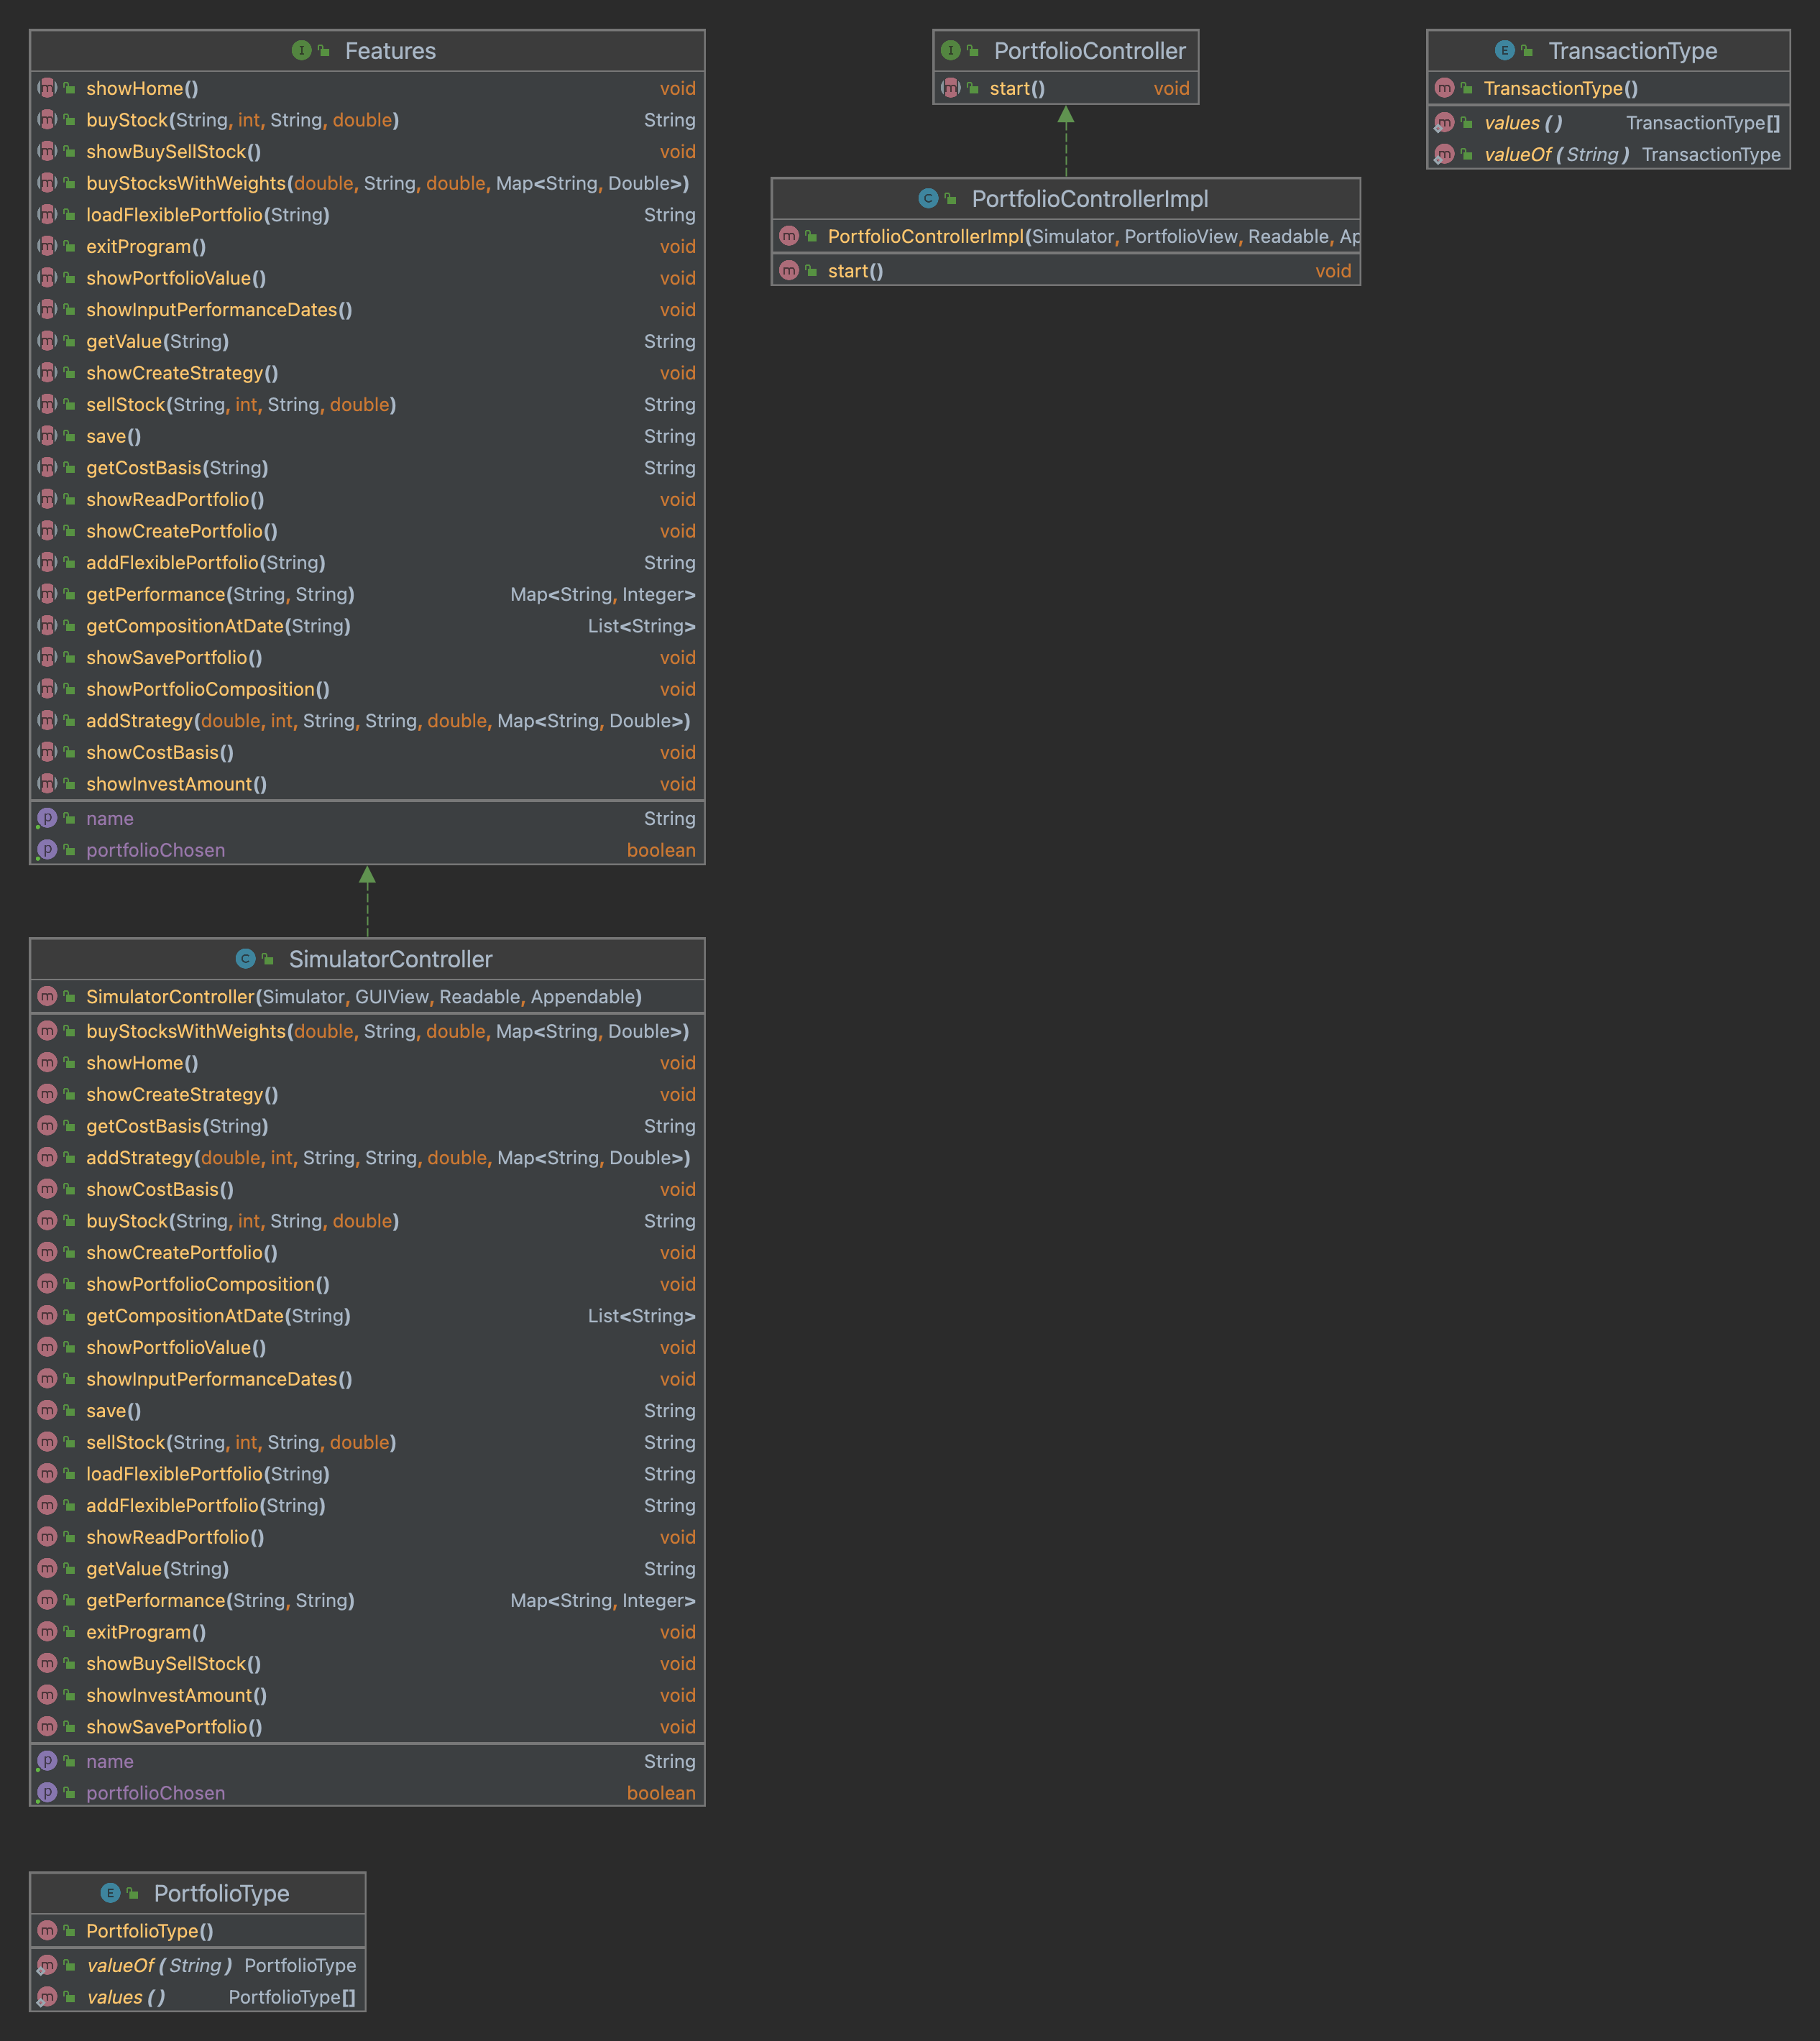 Features
showHome() void
buyStock(String, int, String, double) String
showBuySellStock() void
buyStocksWithWeights(double, String, double, Map<String, Double>)
loadFlexiblePortfolio(String) String
exitProgram() void
showPortfolioValue() void
showInputPerformanceDates() void
getValue(String) String
showCreateStrategy() void
sellStock(String, int, String, double) String
save() String
getCostBasis(String) String
showReadPortfolio() void
showCreatePortfolio() void
addFlexiblePortfolio(String) String
getPerformance(String, String) Map<String, Integer>
getCompositionAtDate(String) List<String>
showSavePortfolio() void
showPortfolioComposition() void
addStrategy(double, int, String, String, double, Map<String, Double>)
showCostBasis() void
showInvestAmount() void
name String
portfolioChosen boolean
PortfolioController
start() void
PortfolioControllerImpl
PortfolioControllerImpl(Simulator, PortfolioView, Readable, Ap
start() void
TransactionType
TransactionType()
values() TransactionType[]
valueOf(String) TransactionType
SimulatorController
SimulatorController(Simulator, GUIView, Readable, Appendable)
buyStocksWithWeights(double, String, double, Map<String, Double>)
showHome() void
showCreateStrategy() void
getCostBasis(String) String
addStrategy(double, int, String, String, double, Map<String, Double>)
showCostBasis() void
buyStock(String, int, String, double) String
showCreatePortfolio() void
showPortfolioComposition() void
getCompositionAtDate(String) List<String>
showPortfolioValue() void
showInputPerformanceDates() void
save() String
sellStock(String, int, String, double) String
loadFlexiblePortfolio(String) String
addFlexiblePortfolio(String) String
showReadPortfolio() void
getValue(String) String
getPerformance(String, String) Map<String, Integer>
exitProgram() void
showBuySellStock() void
showInvestAmount() void
showSavePortfolio() void
name String
portfolioChosen boolean
PortfolioType
PortfolioType()
valueOf(String) PortfolioType
values() PortfolioType[]